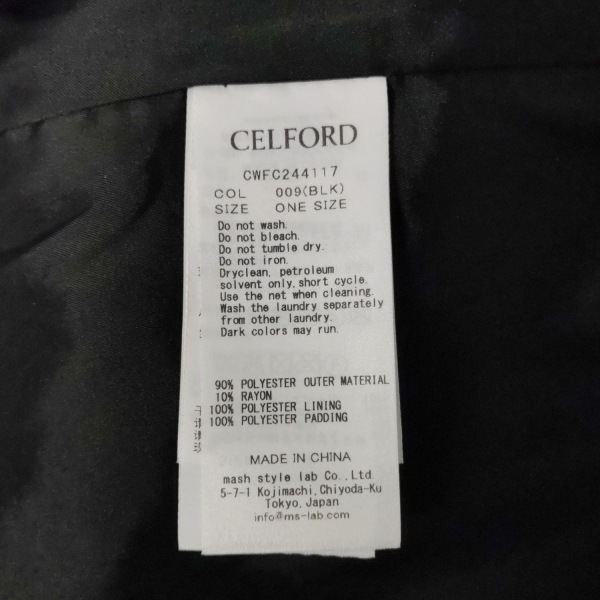 CELFORD
CWFC244117
COL 009(BLK)
SIZE ONE SIZE
Do not wash.
Do not bleach.
Do not tumble dry.
Do not iron.
Dryclean, petroleum
solvent only,short cycle.
Use the net when cleaning.
Wash the laundry separately
from other laundry.
Dark colors may run.
90% POLYESTER OUTER MATERIAL
10% RAYON
100% POLYESTER LINING
100% POLYESTER PADDING
MADE IN CHINA
mash style lab Co.,Ltd.
5-7-1 Kojimachi,Chiyoda-Ku
Tokyo,Japan
info@ms-lab.com